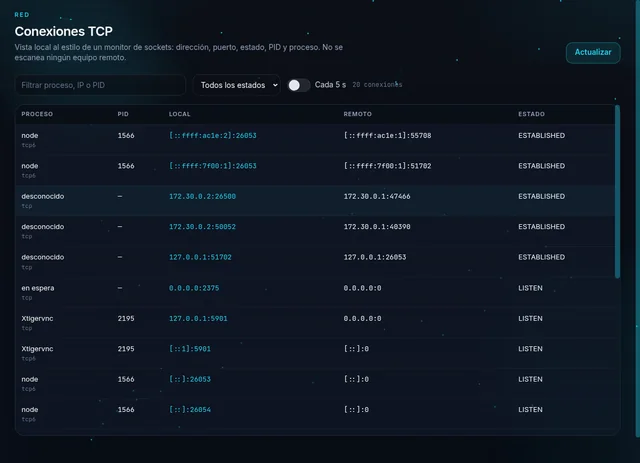 RED
Conexiones TCP
Vista local al estilo de un monitor de sockets: dirección, puerto, estado, PID y proceso. No se
escanea ningún equipo remoto.
Actualizar
Filtrar proceso, IP o PID
Todos los estados
Cada 5 s
20 conexiones
PROCESO PID LOCAL REMOTO ESTADO
node 1566 [::ffff:ac1e:2]:26053 [::ffff:ac1e:1]:55708 ESTABLISHED
tcp6
node 1566 [::ffff:7f00:1]:26053 [::ffff:7f00:1]:51702 ESTABLISHED
tcp6
desconocido — 172.30.0.2:26580 172.30.0.1:47466 ESTABLISHED
tcp
desconocido — 172.30.0.2:50052 172.30.0.1:40390 ESTABLISHED
tcp
desconocido — 127.0.0.1:51702 127.0.0.1:26053 ESTABLISHED
tcp
en espera — 0.0.0.0:2375 0.0.0.0:0 LISTEN
tcp
Xtigervnc 2195 127.0.0.1:5901 0.0.0.0:0 LISTEN
tcp
Xtigervnc 2195 [::1]:5901 [::]:0 LISTEN
tcp6
node 1566 [::]:26053 [::]:0 LISTEN
tcp6
node 1566 [::]:26054 [::]:0 LISTEN
tcp6